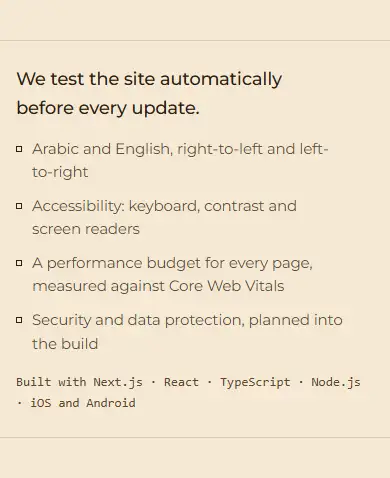 We test the site automatically
before every update.
Arabic and English, right-to-left and left-
to-right
Accessibility: keyboard, contrast and
screen readers
A performance budget for every page,
measured against Core Web Vitals
Security and data protection, planned into
the build
Built with Next.js · React · TypeScript · Node.js
· iOS and Android